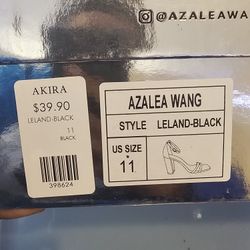 @AZALEAWA
AKIRA
$39.90
LELAND-BLACK
11
BLACK
398624
AZALEA WANG
STYLE LELAND-BLACK
US SIZE
11